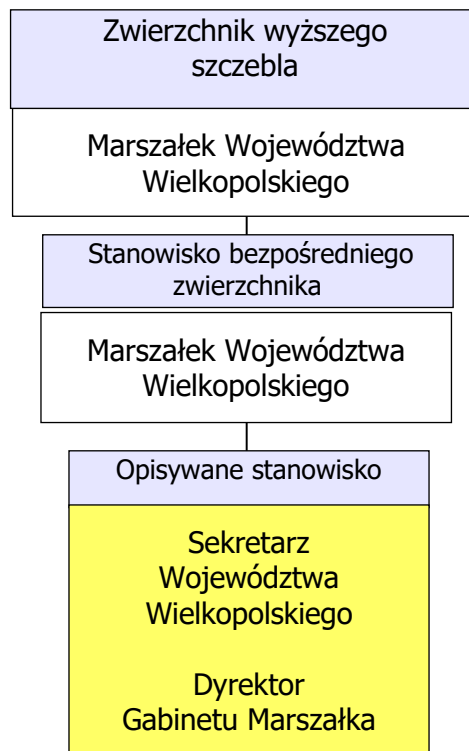 Zwierzchnik wyższego
szczebla
Marszałek Województwa
Wielkopolskiego
Stanowisko bezpośredniego
zwierzchnika
Marszałek Województwa
Wielkopolskiego
Opisywane stanowisko
Sekretarz
Województwa
Wielkopolskiego
Dyrektor
Gabinetu Marszałka